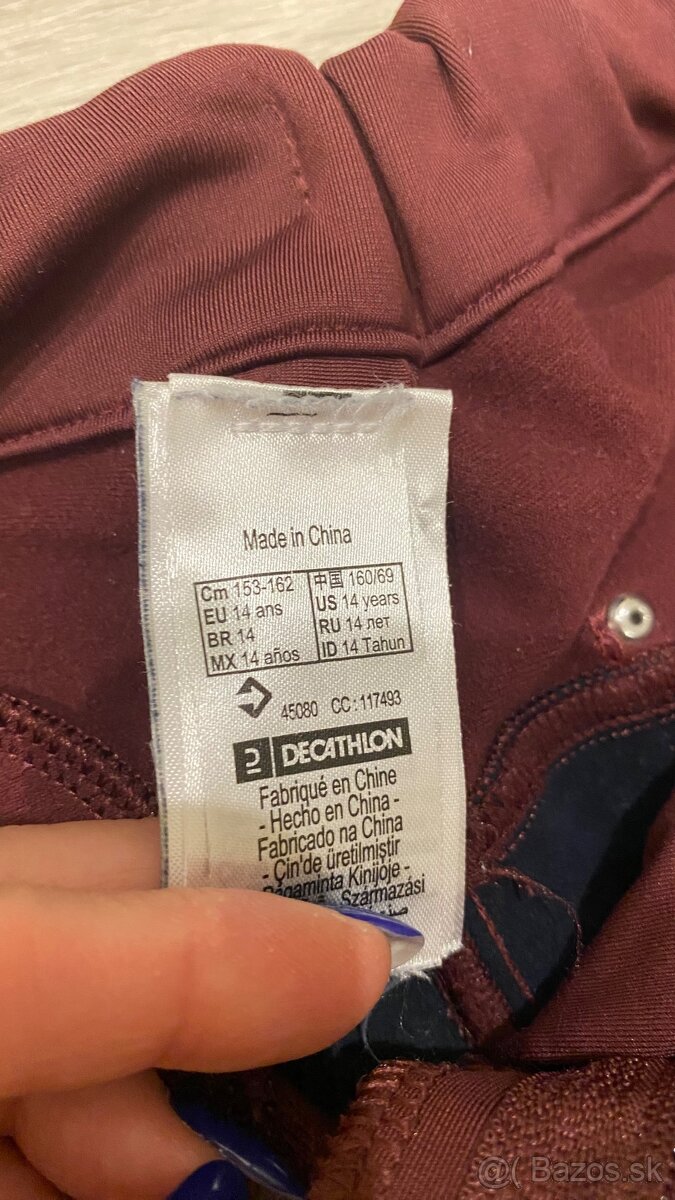 Made in China
Cm 153-162 中国 160/69
EU 14 ans US 14 years
BR 14 RU 14 лет
MX 14 años ID 14 Tahun
45080 CC: 117493
DECATHLON
Fabriqué en Chine
- Hecho en China -
Fabricado na China
- Çin'de üretilmiştir
Pagaminta Kinijoje -
Származási
@( Bazos.sk